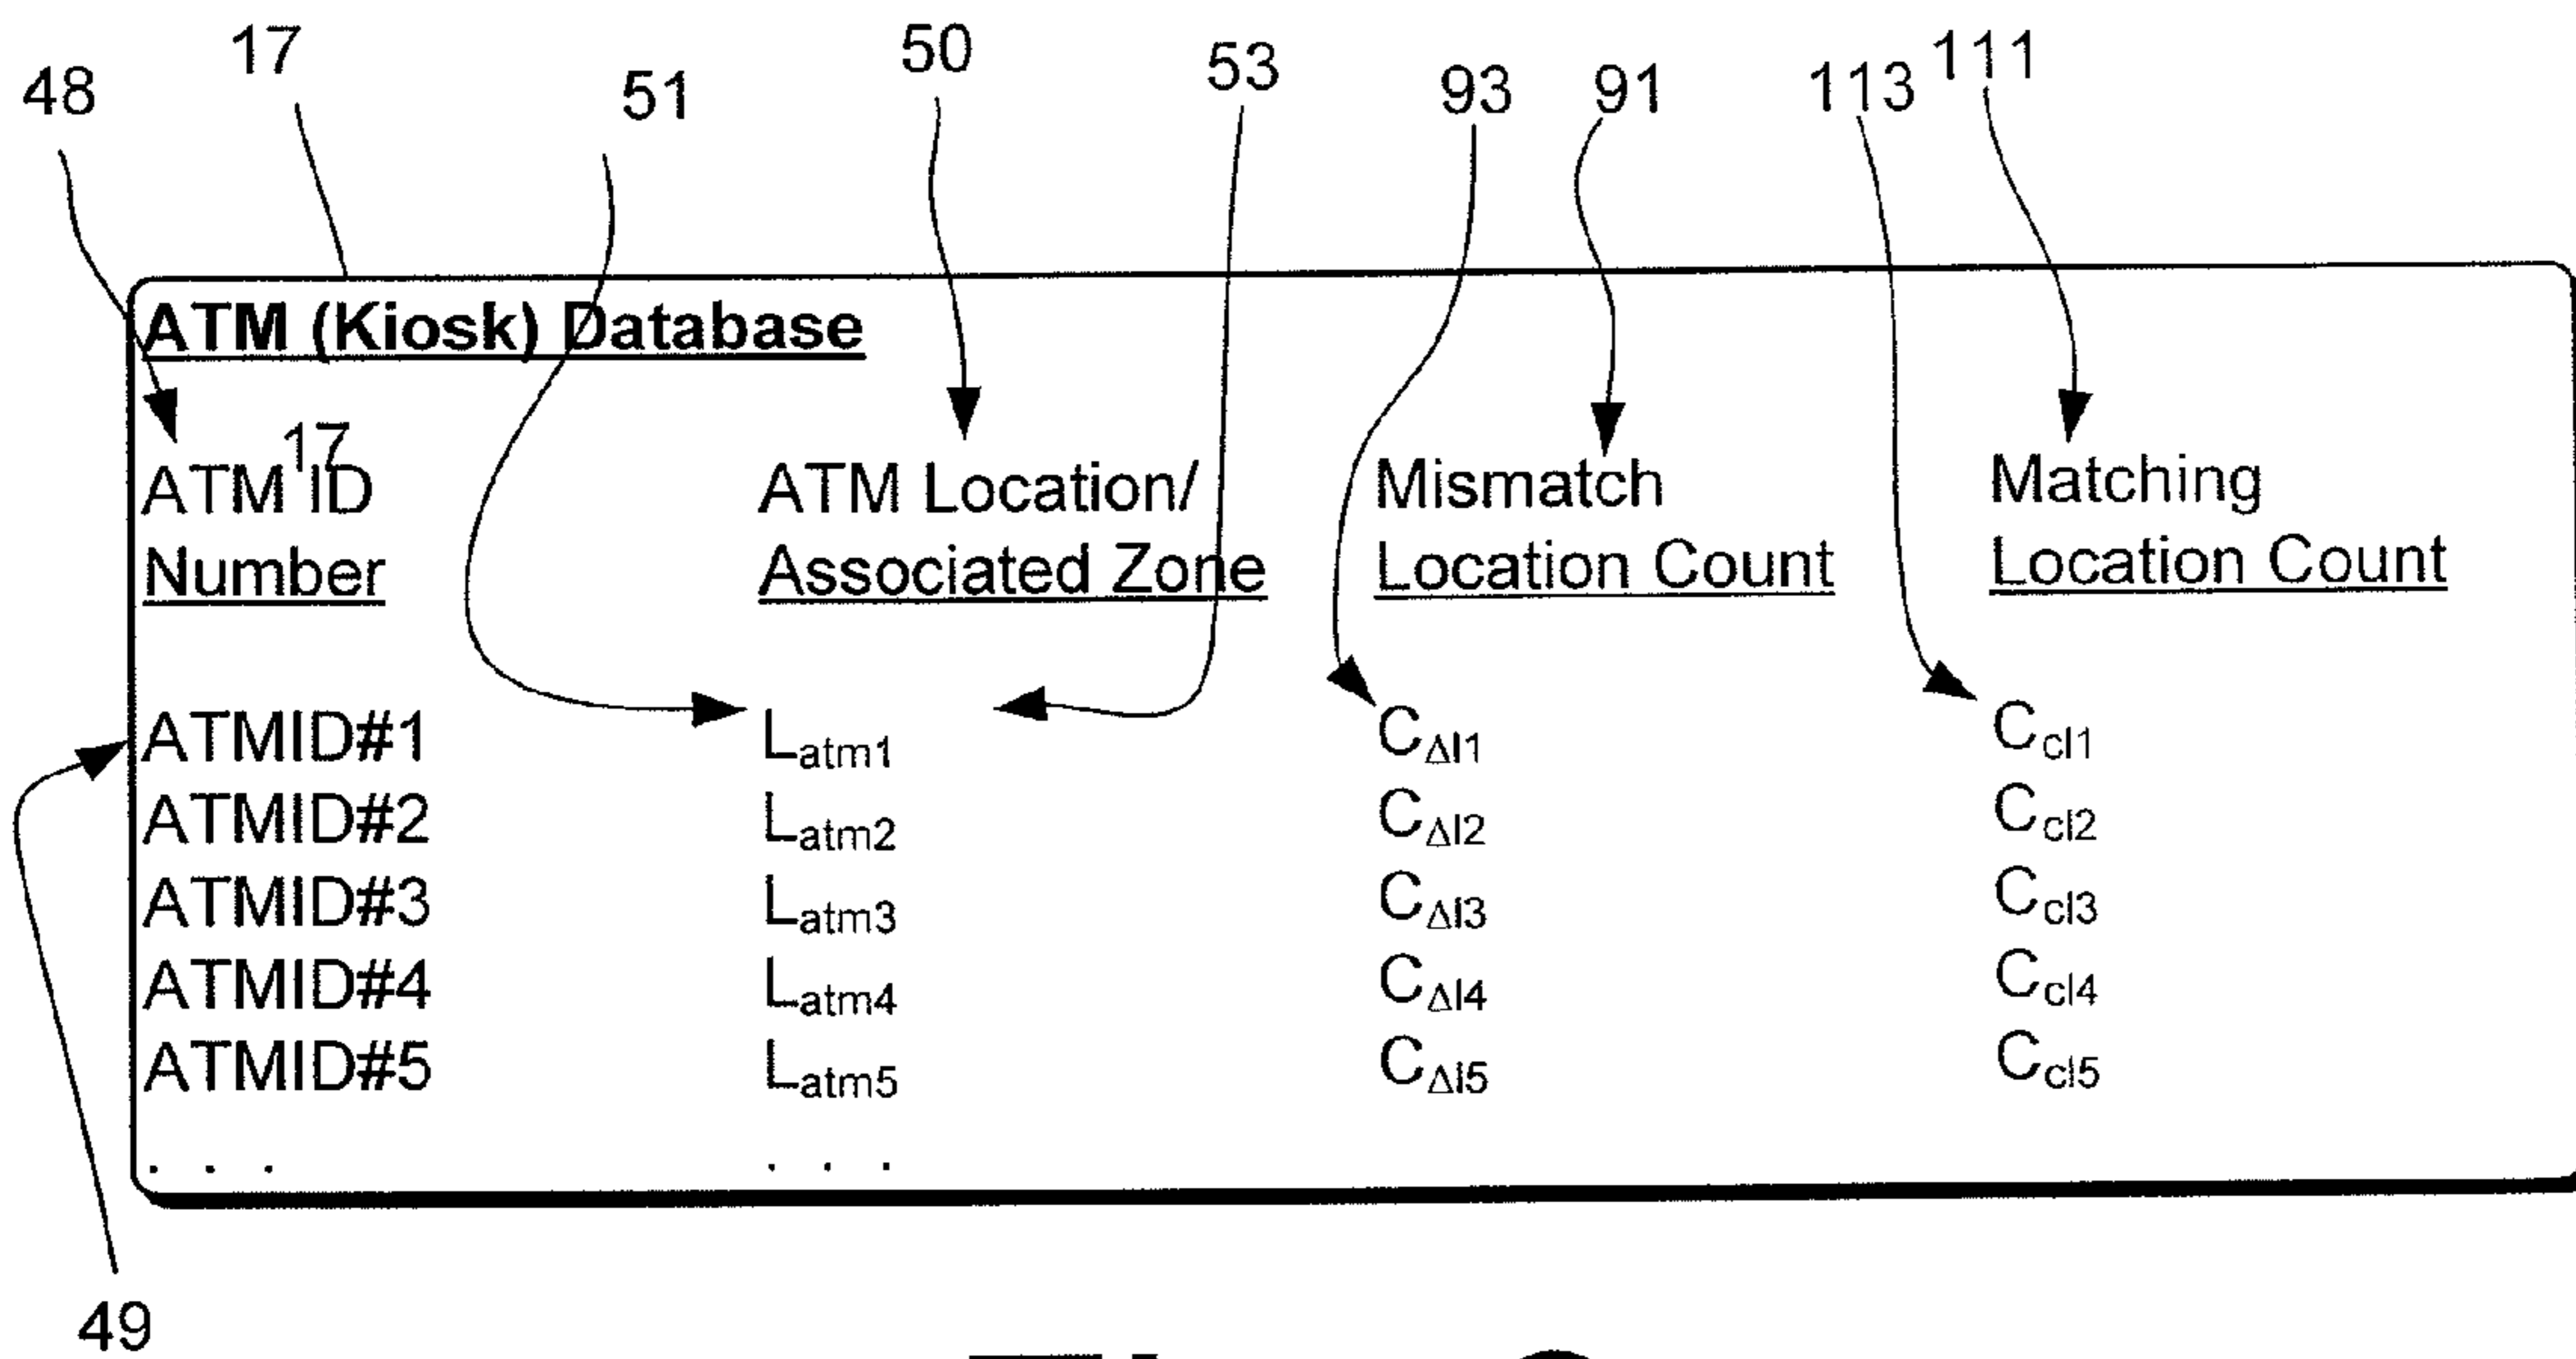 48 17 51 50 53 93 91 113 111
ATM (Kiosk) Database
17
ATM ID ATM Location/ Mismatch Matching
Number Associated Zone Location Count Location Count
ATMID#1 Latm1 CΔl1 Ccl1
ATMID#2 Latm2 CΔl2 Ccl2
ATMID#3 Latm3 CΔl3 Ccl3
ATMID#4 Latm4 CΔl4 Ccl4
ATMID#5 Latm5 CΔl5 Ccl5
. . . . . .
49